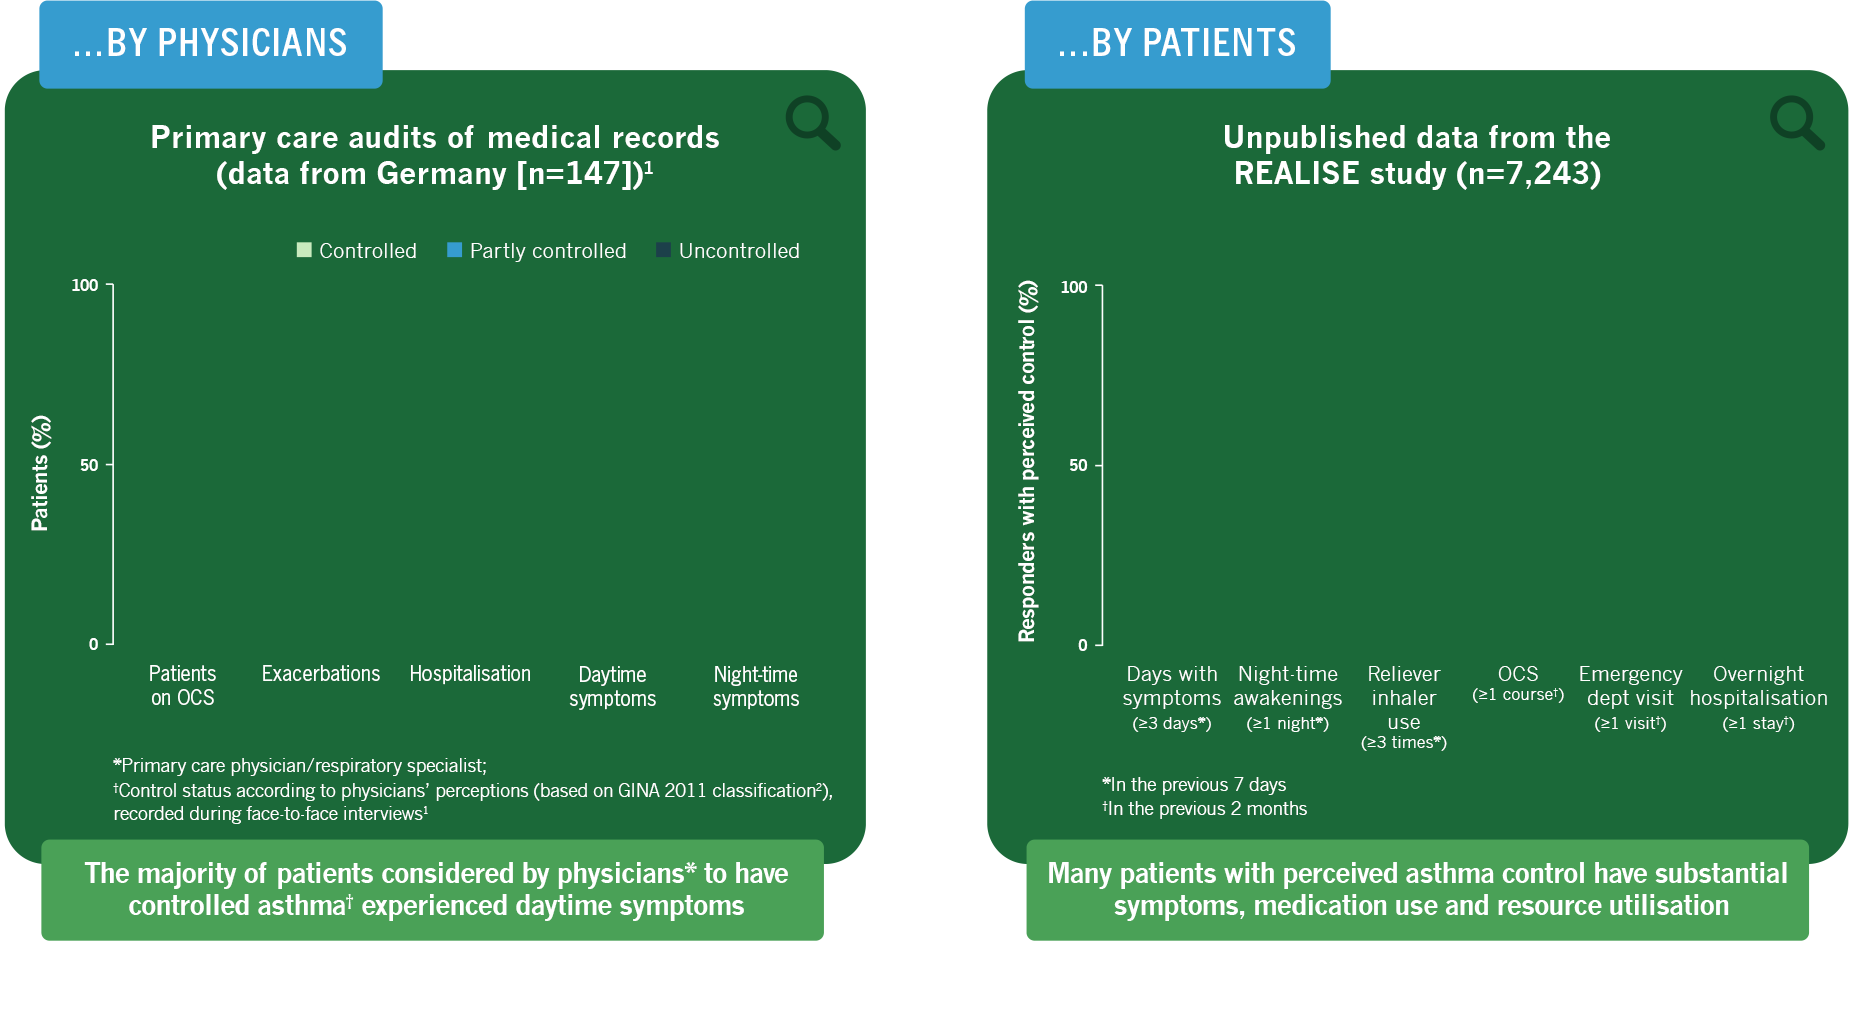 ...BY PHYSICIANS
Primary care audits of medical records
(data from Germany [n=147])¹
Controlled
Partly controlled
Uncontrolled
Patients (%)
100
50
0
Patients
on OCS
Exacerbations
Hospitalisation
Daytime
symptoms
Night-time
symptoms
*Primary care physician/respiratory specialist;
†Control status according to physicians’ perceptions (based on GINA 2011 classification²),
recorded during face-to-face interviews¹
The majority of patients considered by physicians* to have
controlled asthma† experienced daytime symptoms
...BY PATIENTS
Unpublished data from the
REALISE study (n=7,243)
Responders with perceived control (%)
100
50
0
Days with
symptoms
(≥3 days*)
Night-time
awakenings
(≥1 night*)
Reliever
inhaler
use
(≥3 times*)
OCS
(≥1 course†)
Emergency
dept visit
(≥1 visit†)
Overnight
hospitalisation
(≥1 stay†)
*In the previous 7 days
†In the previous 2 months
Many patients with perceived asthma control have substantial
symptoms, medication use and resource utilisation